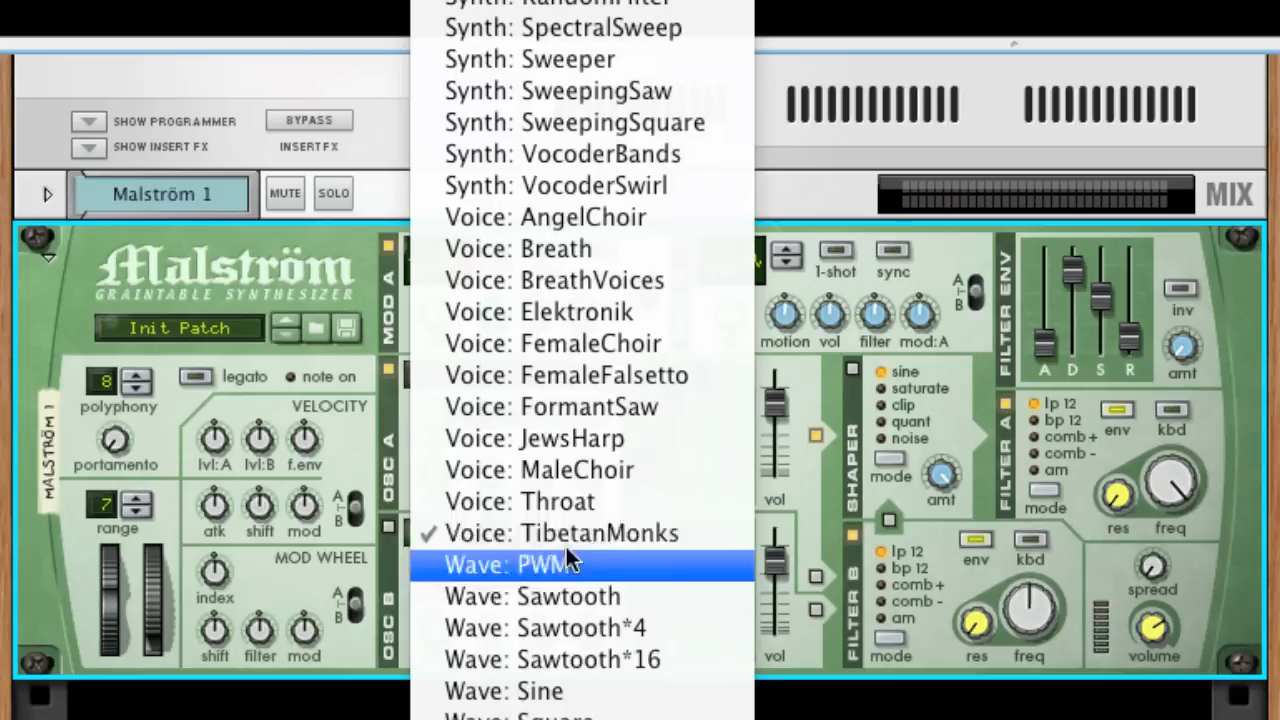 Synth: RandomFilter
Synth: SpectralSweep
Synth: Sweeper
Synth: SweepingSaw
Synth: SweepingSquare
Synth: VocoderBands
Synth: VocoderSwirl
Voice: AngelChoir
Voice: Breath
Voice: BreathVoices
Voice: Elektronik
Voice: FemaleChoir
Voice: FemaleFalsetto
Voice: FormantSaw
Voice: JewsHarp
Voice: MaleChoir
Voice: Throat
✓ Voice: TibetanMonks
Wave: PWM
Wave: Sawtooth
Wave: Sawtooth*4
Wave: Sawtooth*16
Wave: Sine
Wave: Square
SHOW PROGRAMMER
BYPASS
SHOW INSERT FX
INSERT FX
Malström 1
MUTE
SOLO
MIX
Malström
GRAINTABLE SYNTHESIZER
Init Patch
MALSTRÖM 1
8
polyphony
legato
note on
portamento
VELOCITY
lvl:A
lvl:B
f.env
7
range
atk
shift
mod
A
B
MOD WHEEL
index
A
B
shift
filter
mod
MOD A
OSC A
OSC B
1-shot
sync
A
B
motion
vol
filter
mod:A
vol
vol
SHAPER
sine
saturate
clip
quant
noise
mode
amt
FILTER ENV
A
D
S
R
inv
amt
FILTER A
lp 12
bp 12
comb +
comb -
am
mode
env
kbd
res
freq
FILTER B
lp 12
bp 12
comb +
comb -
am
mode
env
kbd
res
freq
spread
volume